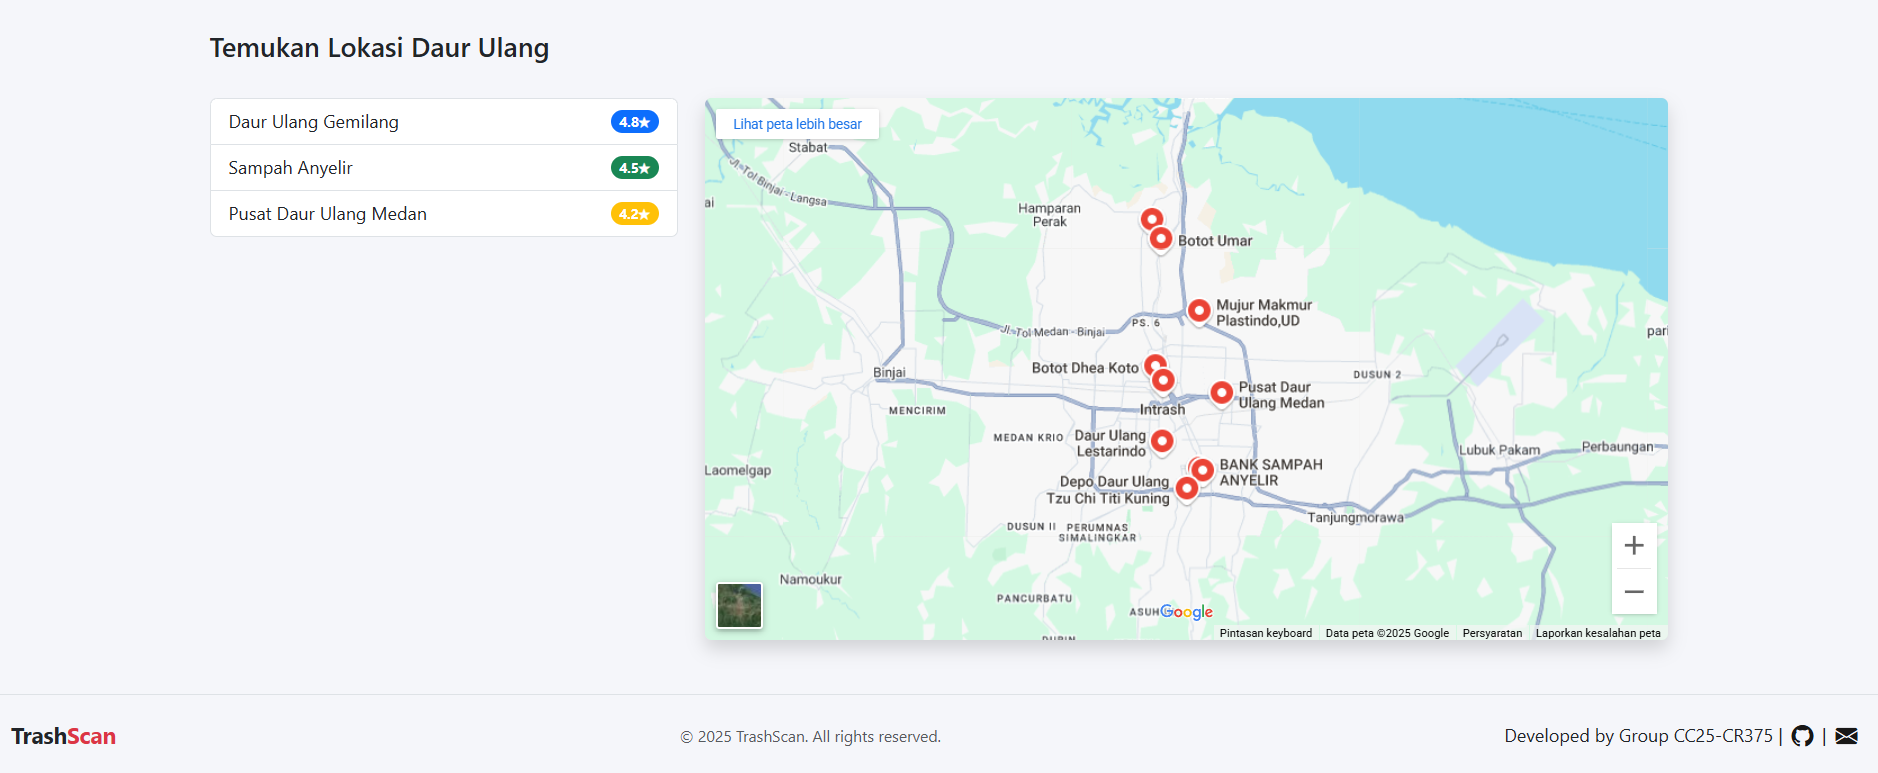 Temukan Lokasi Daur Ulang
Daur Ulang Gemilang 4.8★
Sampah Anyelir 4.5★
Pusat Daur Ulang Medan 4.2★
Lihat peta lebih besar
Stabat
Jl. Tol Binjai - Langsa
ai
Hamparan
Perak
Botot Umar
Mujur Makmur
Plastindo,UD
PS. 6
Jl. Tol Medan - Binjai
pari
Botot Dhea Koto
Binjai
DUSUN 2
Pusat Daur
Ulang Medan
MENCIRIM
Intrash
MEDAN KRIO
Daur Ulang
Lestarindo
Lubuk Pakam
Perbaungan
Laomelgap
BANK SAMPAH
ANYELIR
Depo Daur Ulang
Tzu Chi Titi Kuning
Tanjungmorawa
DUSUN II
PERUMNAS
SIMALINGKAR
Namoukur
PANCURBATU
ASUH
Google
DURIN
Pintasan keyboard
Data peta ©2025 Google
Persyaratan
Laporkan kesalahan peta
TrashScan
© 2025 TrashScan. All rights reserved.
Developed by Group CC25-CR375 | |